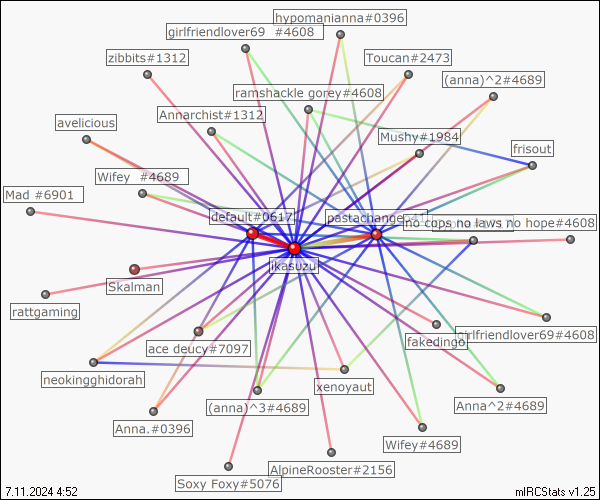 hypomanianna#0396
girlfriendlover69 #4608
zibbits#1312
Toucan#2473
(anna)^2#4689
ramshackle gorey#4608
Annarchist#1312
avelicious
Mushy#1984
frisout
Wifey #4689
Mad #6901
default#0617
pastachange
no cops no laws no hope#4608
ikasuzu
Skalman
rattgaming
girlfriendlover69#4608
fakedingo
ace deucy#7097
neokingghidorah
xenoyaut
(anna)^3#4689
Anna^2#4689
Anna.#0396
Wifey#4689
AlpineRooster#2156
Soxy Foxy#5076
7.11.2024 4:52
mIRCStats v1.25